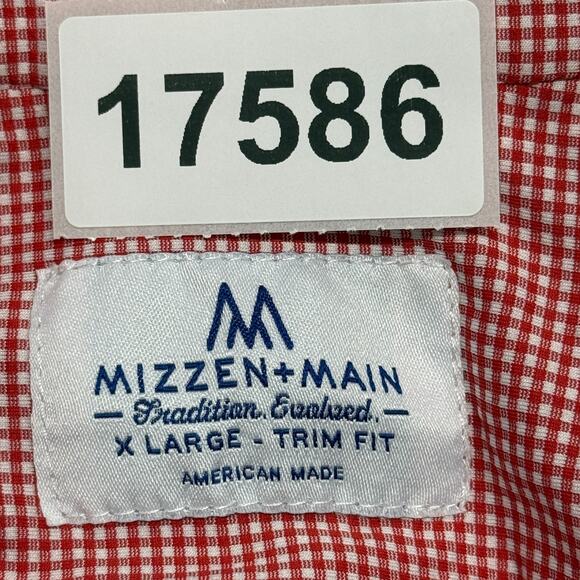 17586
M
MIZZEN+MAIN
Tradition. Evolved.
X LARGE - TRIM FIT
AMERICAN MADE